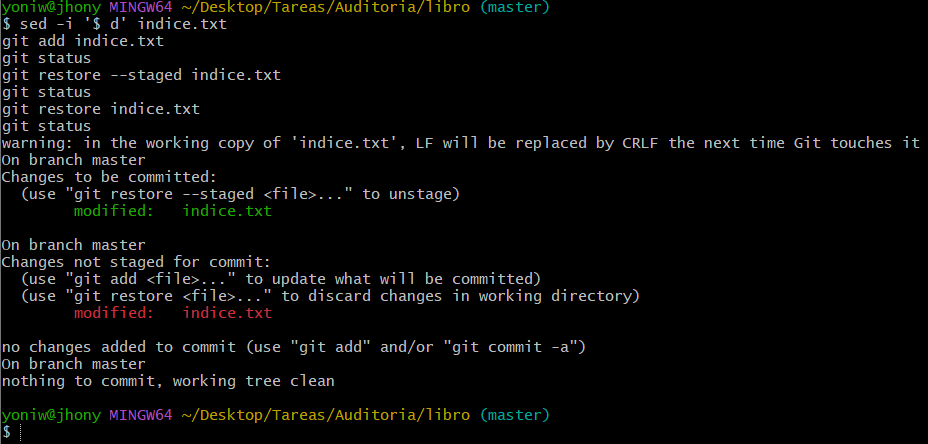 yoniw@jhony MINGW64 ~/Desktop/Tareas/Auditoria/libro (master)
$ sed -i '$ d' indice.txt
git add indice.txt
git status
git restore --staged indice.txt
git status
git restore indice.txt
git status
warning: in the working copy of 'indice.txt', LF will be replaced by CRLF the next time Git touches it
On branch master
Changes to be committed:
  (use "git restore --staged <file>..." to unstage)
        modified:   indice.txt

On branch master
Changes not staged for commit:
  (use "git add <file>..." to update what will be committed)
  (use "git restore <file>..." to discard changes in working directory)
        modified:   indice.txt

no changes added to commit (use "git add" and/or "git commit -a")
On branch master
nothing to commit, working tree clean

yoniw@jhony MINGW64 ~/Desktop/Tareas/Auditoria/libro (master)
$